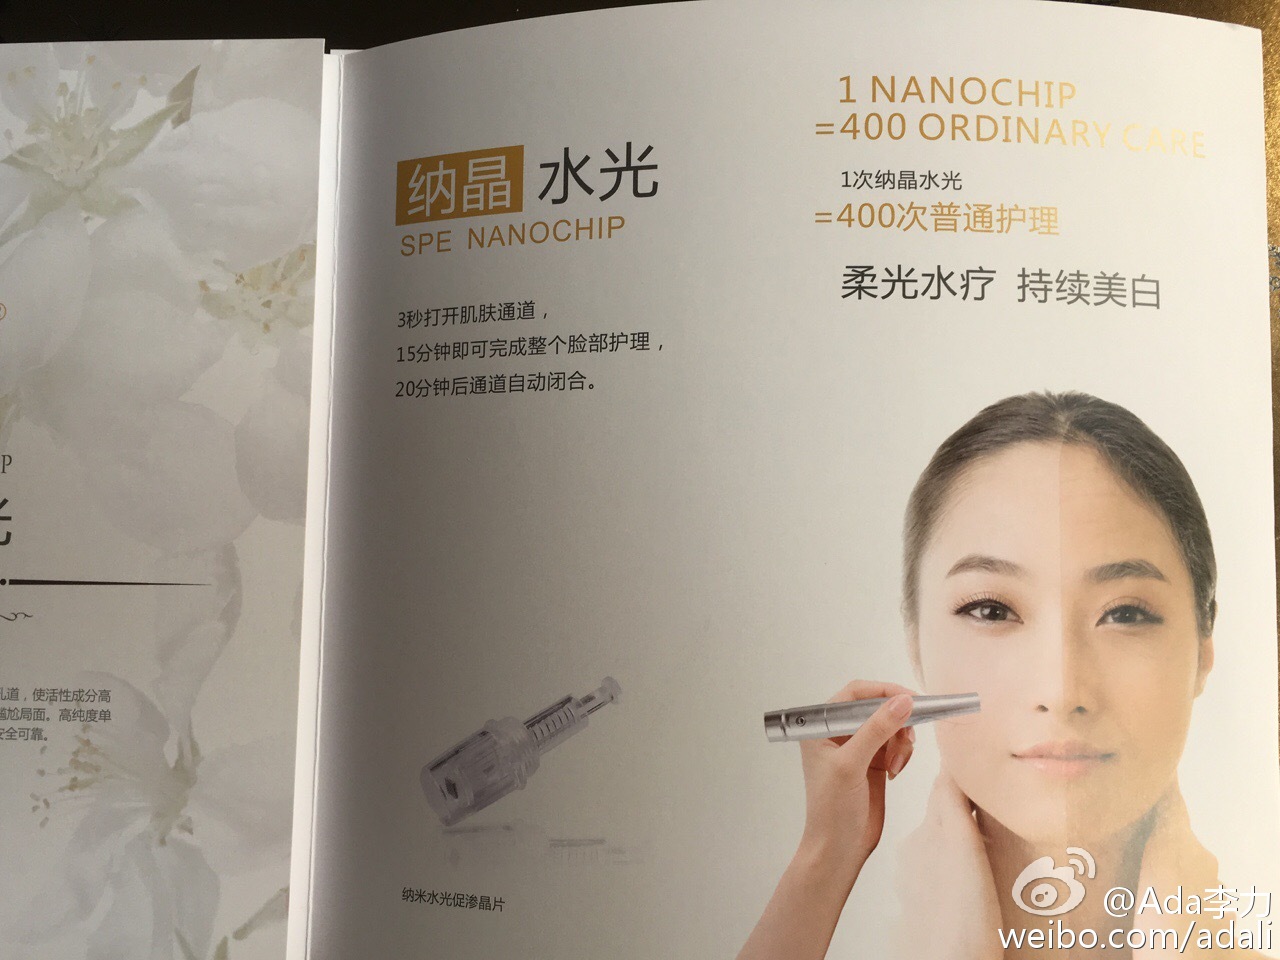 P
光
孔道，使活性成分高
尴尬局面。高纯度单
安全可靠。
纳晶 水光
SPE NANOCHIP
3秒打开肌肤通道，
15分钟即可完成整个脸部护理，
20分钟后通道自动闭合。
纳米水光促渗晶片
1 NANOCHIP
=400 ORDINARY CARE
1次纳晶水光
=400次普通护理
柔光水疗 持续美白
@Ada李力
weibo.com/adali